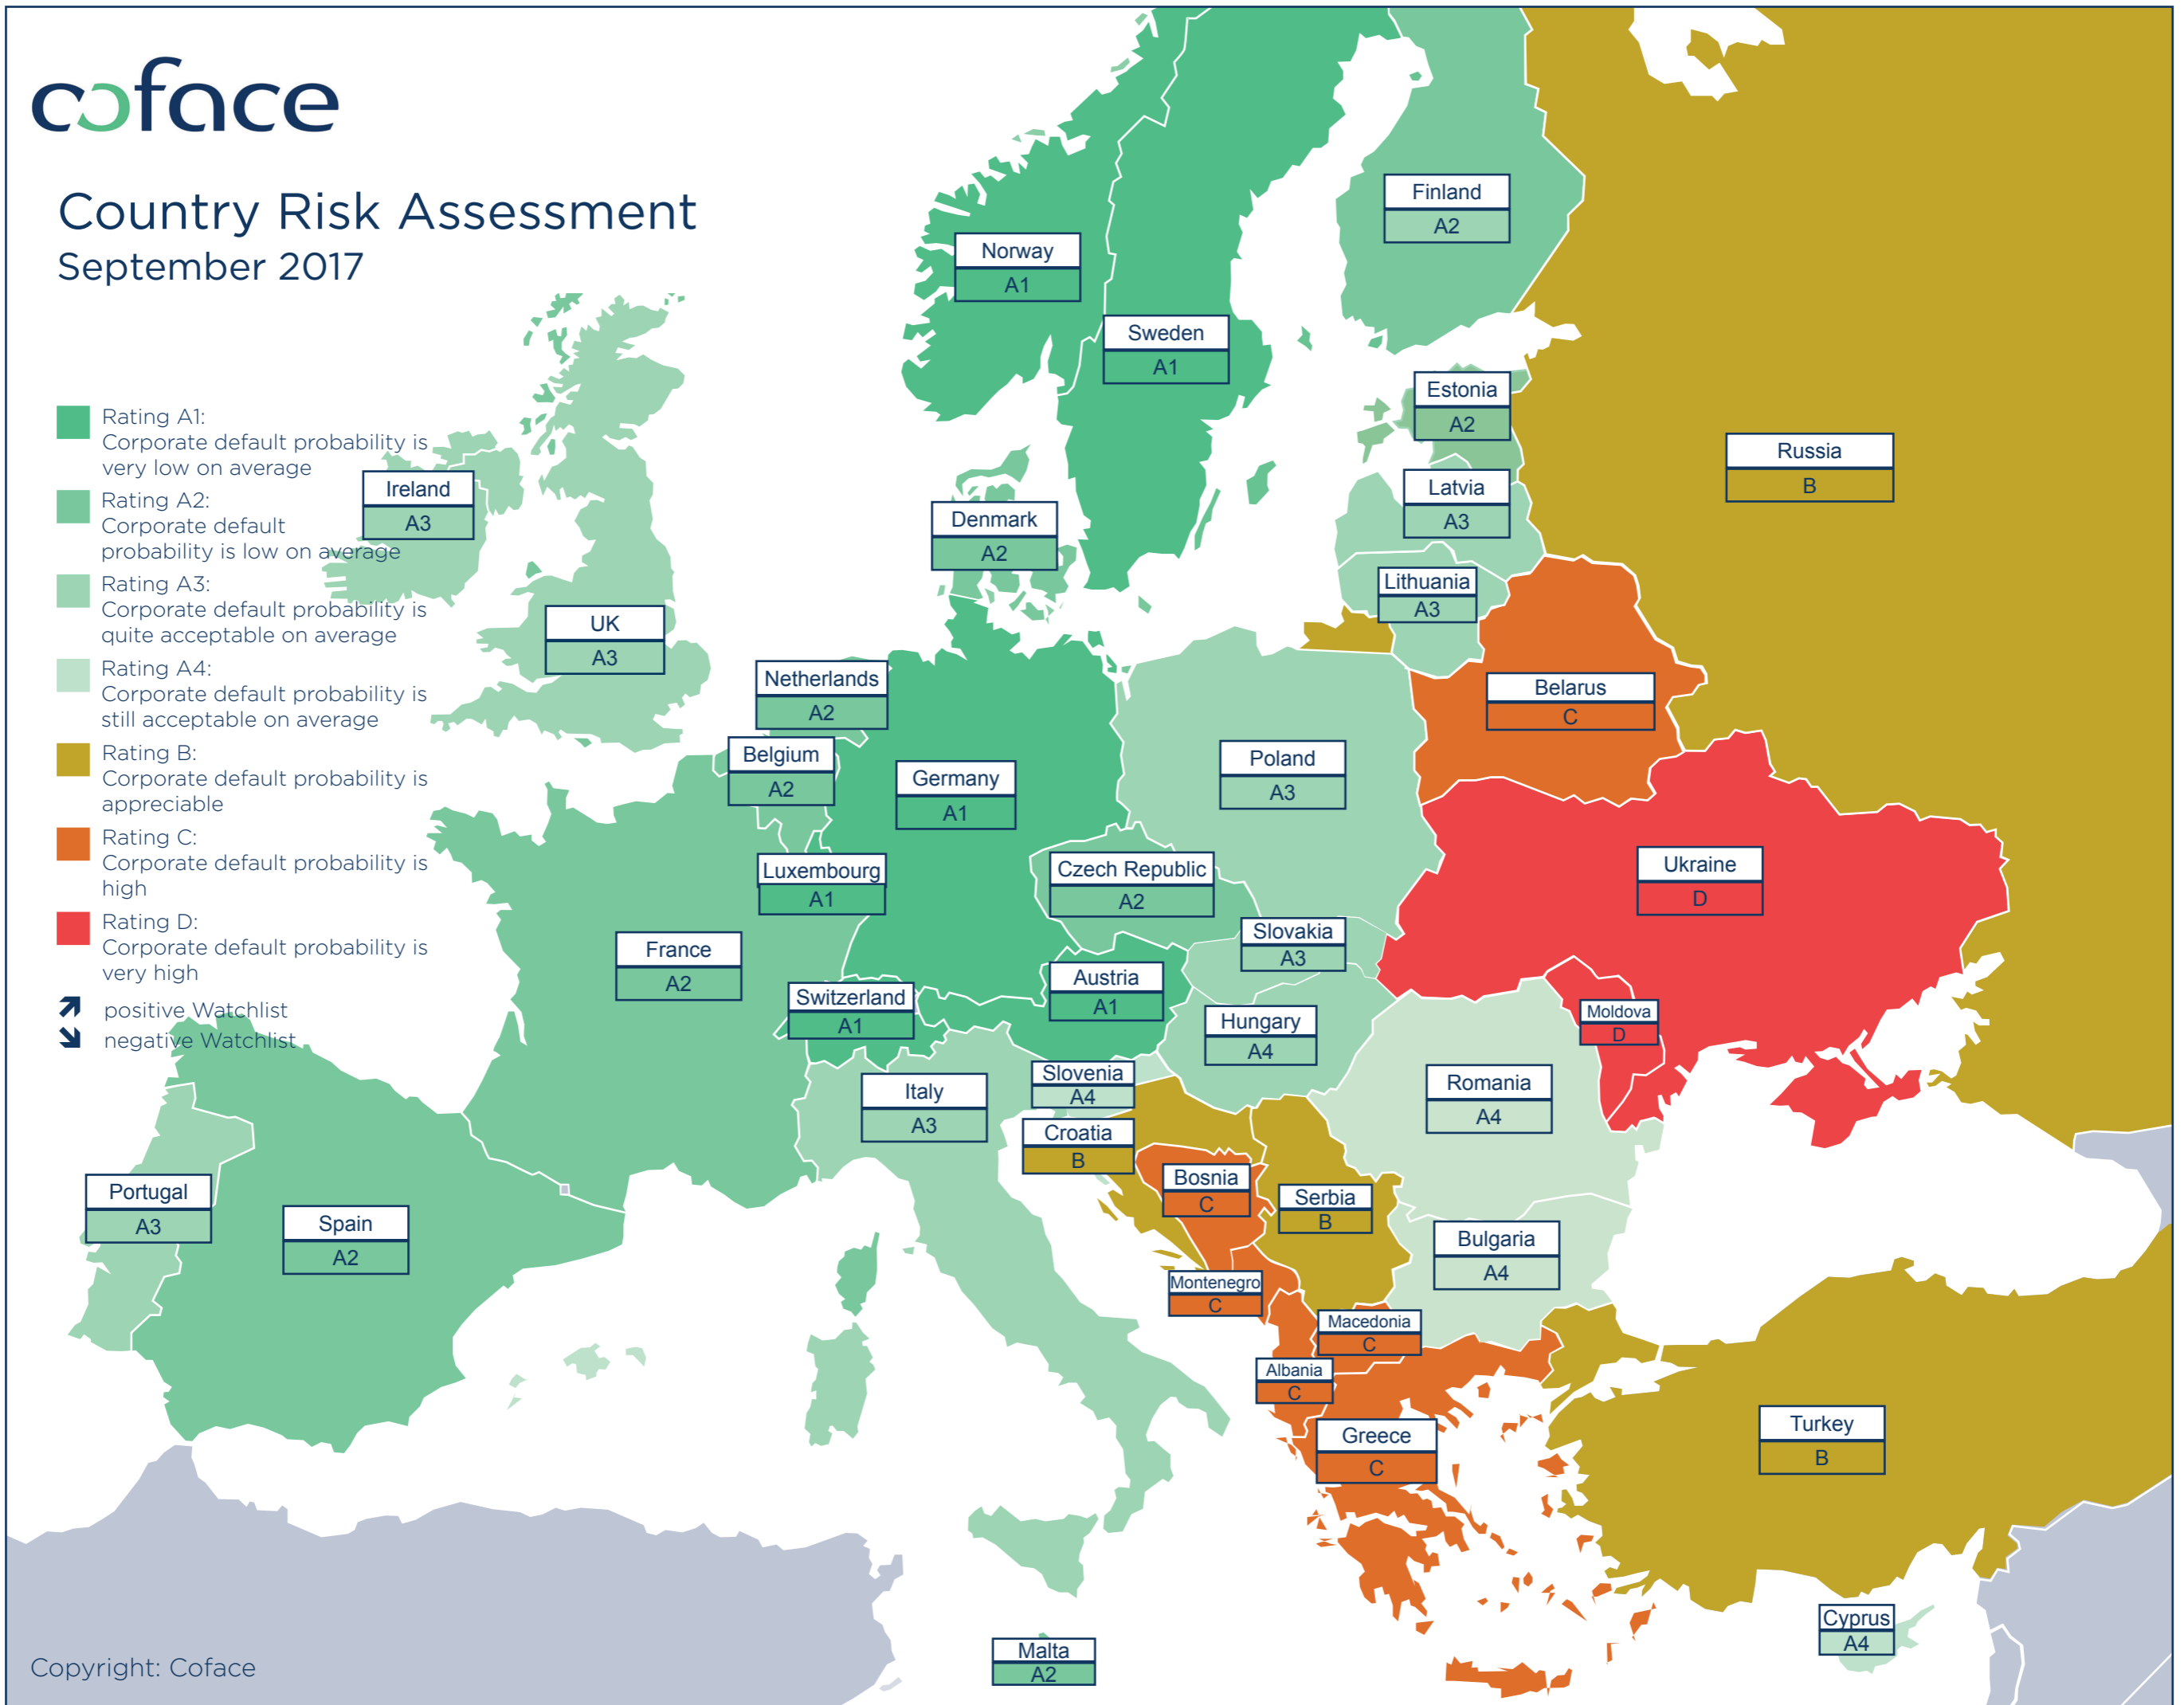 coface
Country Risk Assessment
September 2017
Rating A1:
Corporate default probability is
very low on average
Rating A2:
Corporate default
probability is low on average
Rating A3:
Corporate default probability is
quite acceptable on average
Rating A4:
Corporate default probability is
still acceptable on average
Rating B:
Corporate default probability is
appreciable
Rating C:
Corporate default probability is
high
Rating D:
Corporate default probability is
very high
positive Watchlist
negative Watchlist
Finland
A2
Norway
A1
Sweden
A1
Estonia
A2
Russia
B
Ireland
A3
Latvia
A3
Denmark
A2
Lithuania
A3
UK
A3
Netherlands
A2
Belarus
C
Belgium
A2
Germany
A1
Poland
A3
Luxembourg
A1
Czech Republic
A2
Ukraine
D
France
A2
Slovakia
A3
Switzerland
A1
Austria
A1
Hungary
A4
Moldova
D
Italy
A3
Slovenia
A4
Romania
A4
Croatia
B
Bosnia
C
Serbia
B
Portugal
A3
Spain
A2
Bulgaria
A4
Montenegro
C
Macedonia
C
Albania
C
Greece
C
Turkey
B
Cyprus
A4
Malta
A2
Copyright: Coface